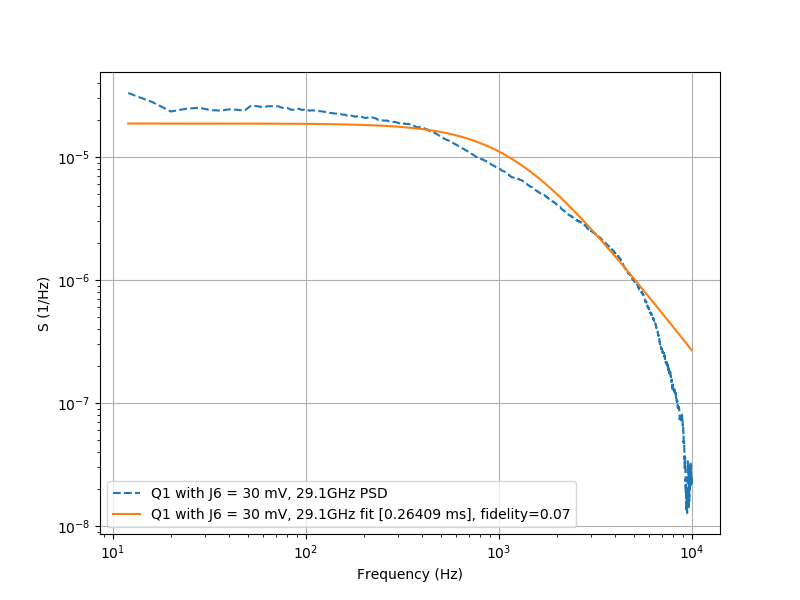 10⁻⁵
10⁻⁶
10⁻⁷
10⁻⁸
S (1/Hz)
Q1 with J6 = 30 mV, 29.1GHz PSD
Q1 with J6 = 30 mV, 29.1GHz fit [0.26409 ms], fidelity=0.07
10¹ 10² 10³ 10⁴
Frequency (Hz)